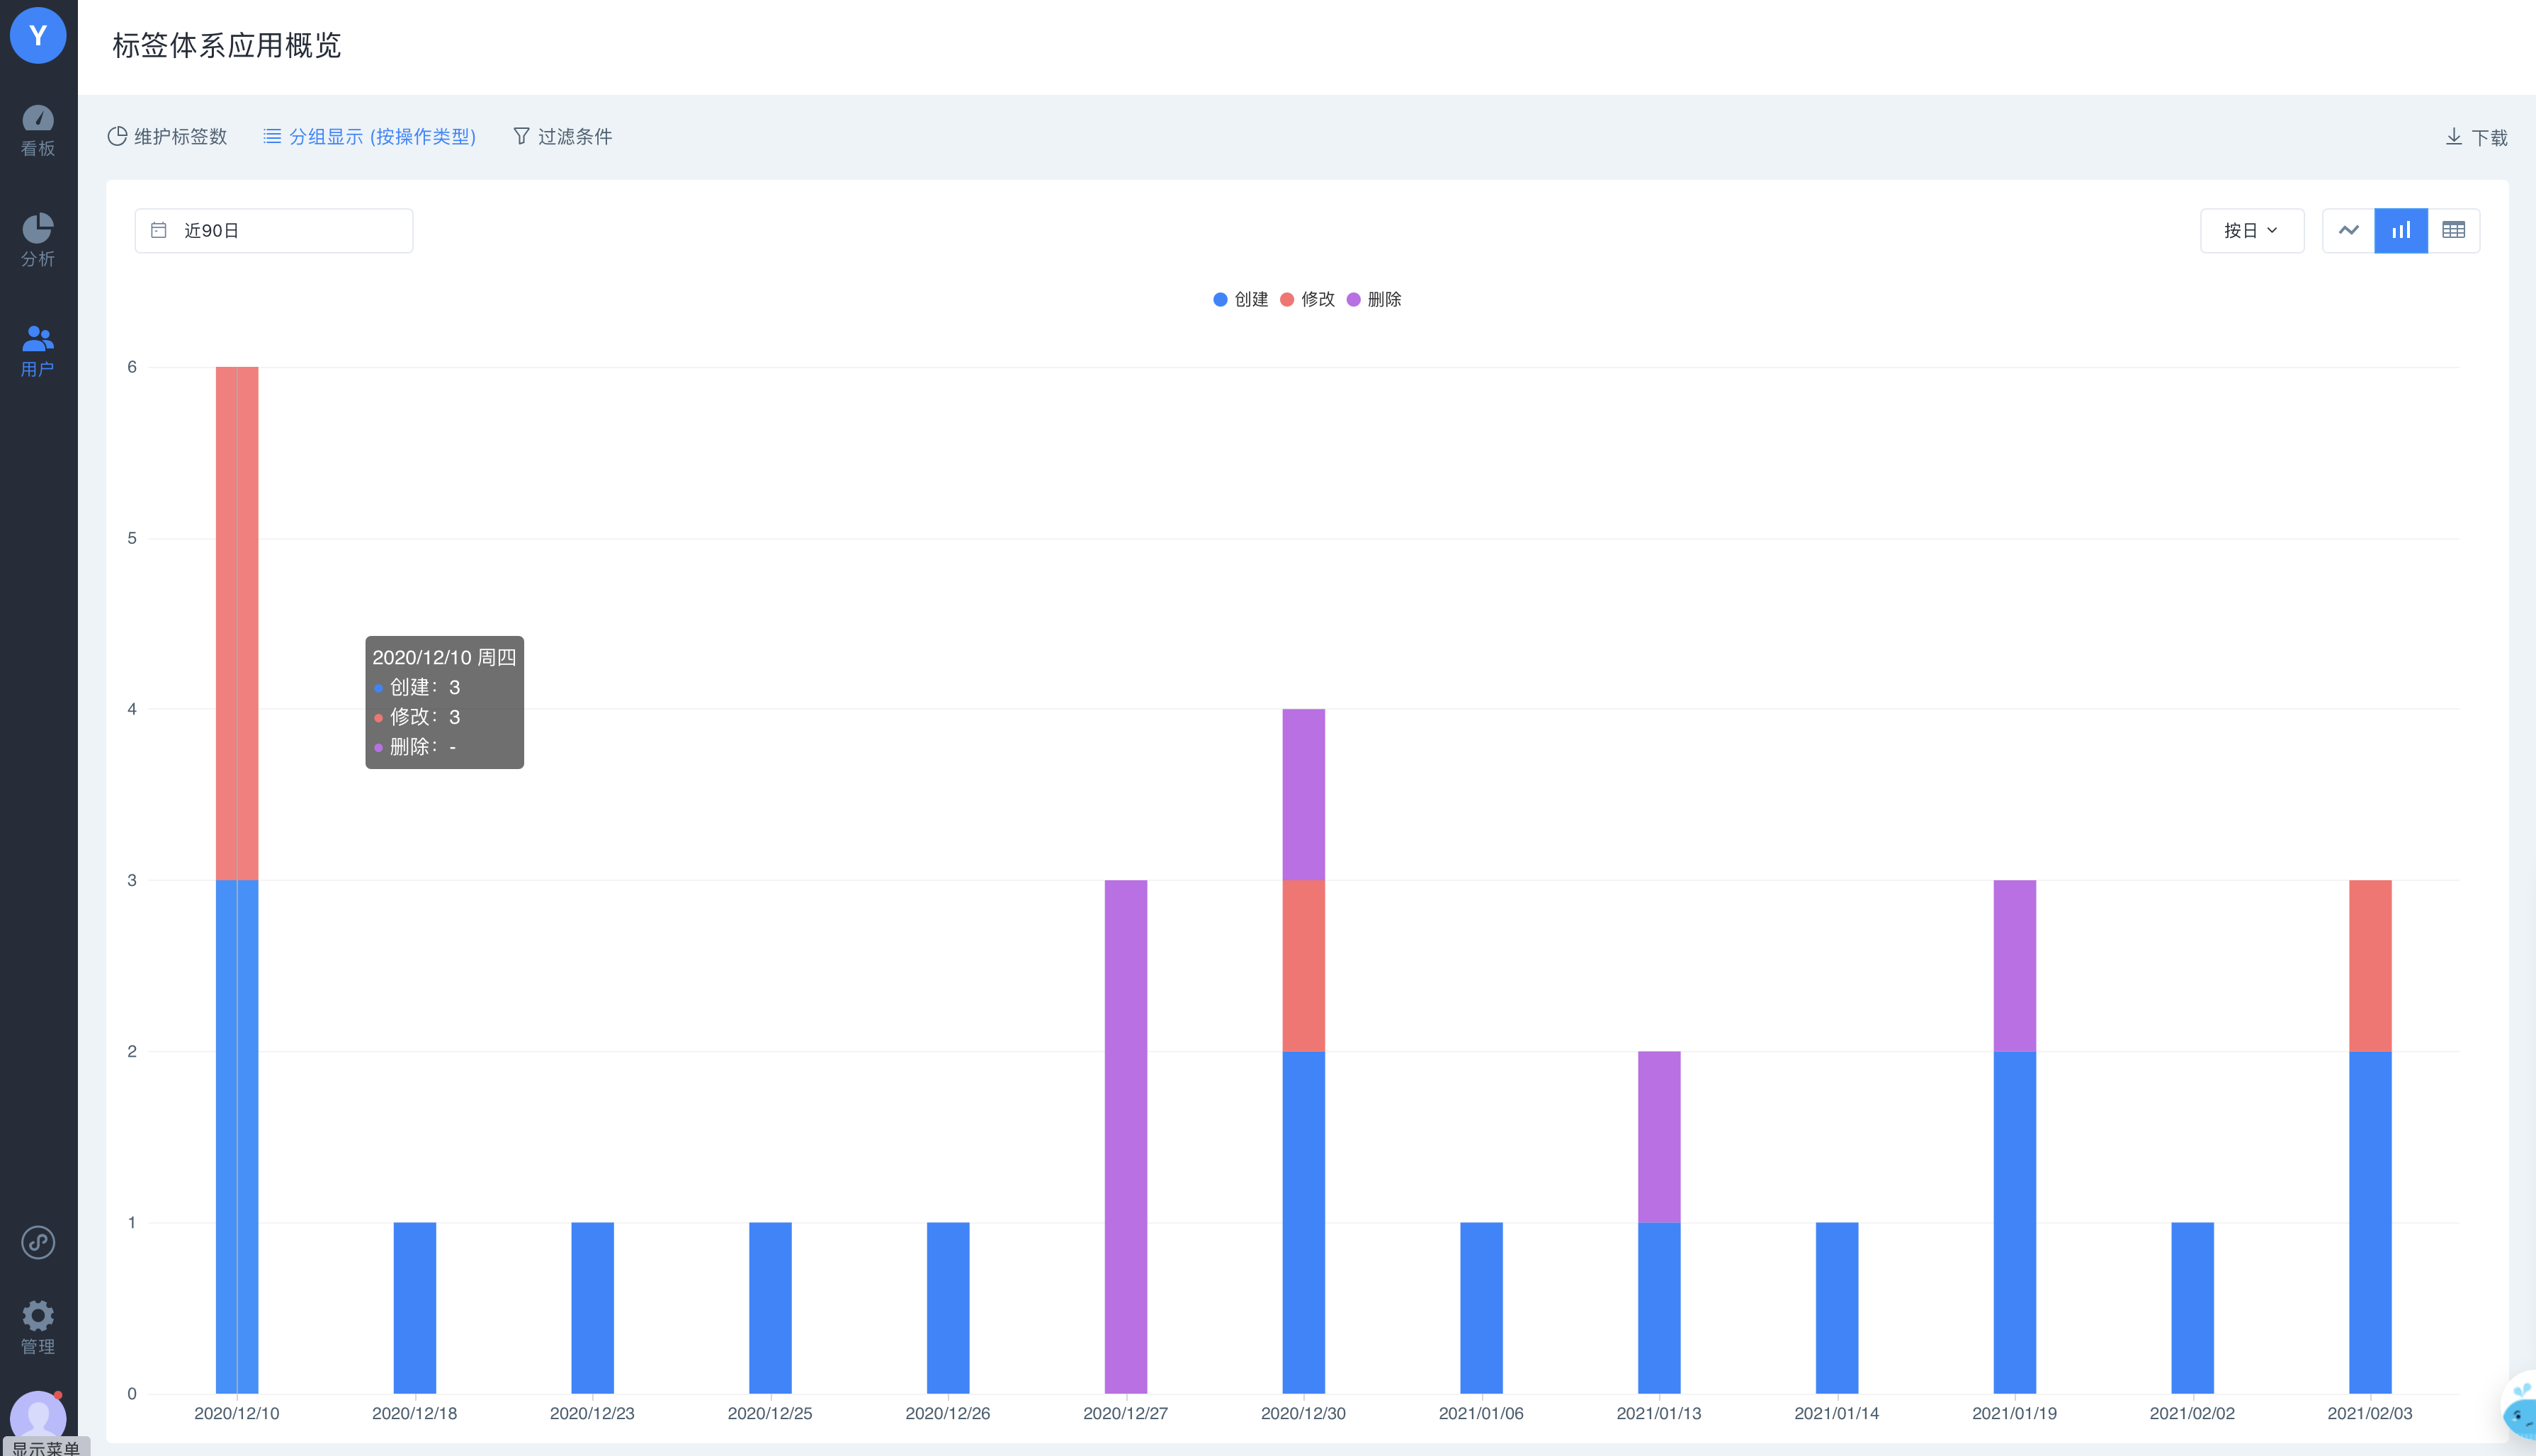 Y
标签体系应用概览
看板
分析
用户
管理
显示菜单
维护标签数 分组显示 (按操作类型) 过滤条件 下载
近90日 按日
创建 修改 删除
6
5
4
3
2
1
0
2020/12/10 周四
创建： 3
修改： 3
删除： -
2020/12/10 2020/12/18 2020/12/23 2020/12/25 2020/12/26 2020/12/27 2020/12/30 2021/01/06 2021/01/13 2021/01/14 2021/01/19 2021/02/02 2021/02/03